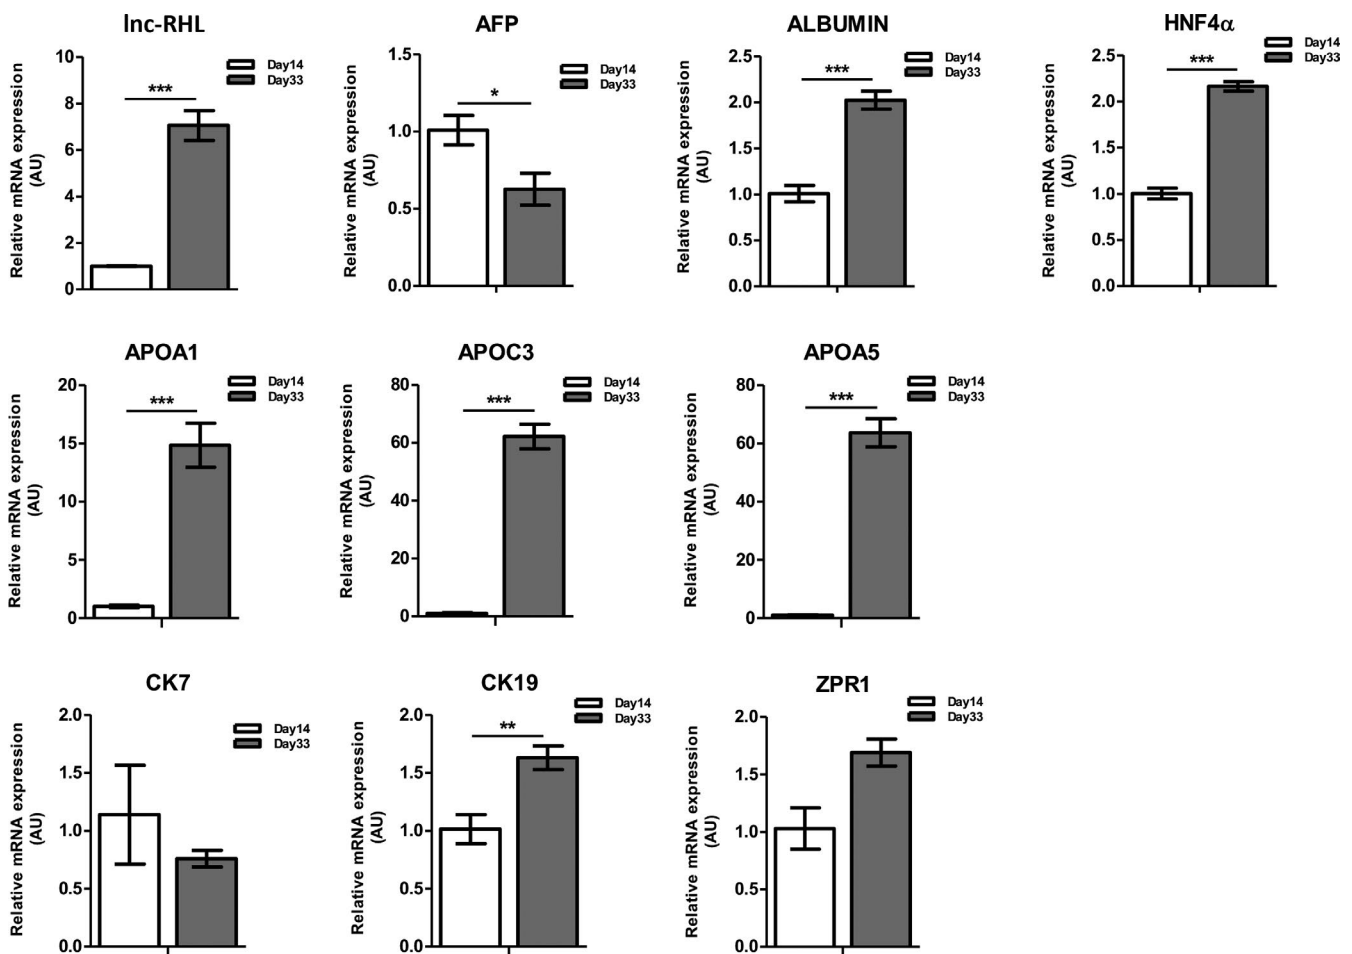 lnc-RHL
Relative mRNA expression
(AU)
10
8
6
4
2
0
***
Day14
Day33
AFP
Relative mRNA expression
(AU)
1.5
1.0
0.5
0.0
*
Day14
Day33
ALBUMIN
Relative mRNA expression
(AU)
2.5
2.0
1.5
1.0
0.5
0.0
***
Day14
Day33
HNF4α
Relative mRNA expression
(AU)
2.5
2.0
1.5
1.0
0.5
0.0
***
Day14
Day33
APOA1
Relative mRNA expression
(AU)
20
15
10
5
0
***
Day14
Day33
APOC3
Relative mRNA expression
(AU)
80
60
40
20
0
***
Day14
Day33
APOA5
Relative mRNA expression
(AU)
80
60
40
20
0
***
Day14
Day33
CK7
Relative mRNA expression
(AU)
2.0
1.5
1.0
0.5
0.0
Day14
Day33
CK19
Relative mRNA expression
(AU)
2.0
1.5
1.0
0.5
0.0
**
Day14
Day33
ZPR1
Relative mRNA expression
(AU)
2.0
1.5
1.0
0.5
0.0
Day14
Day33